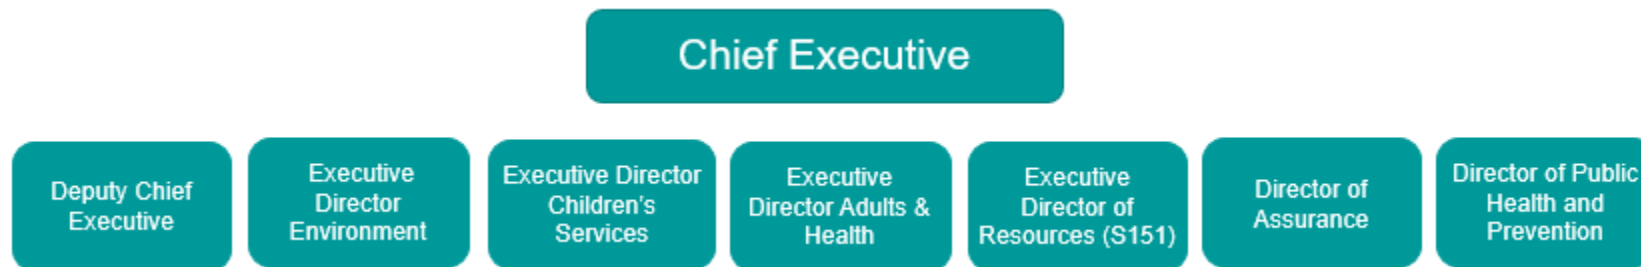 Chief Executive
Deputy Chief
Executive
Executive
Director
Environment
Executive Director
Children's
Services
Executive
Director Adults &
Health
Executive
Director of
Resources (S151)
Director of
Assurance
Director of Public
Health and
Prevention